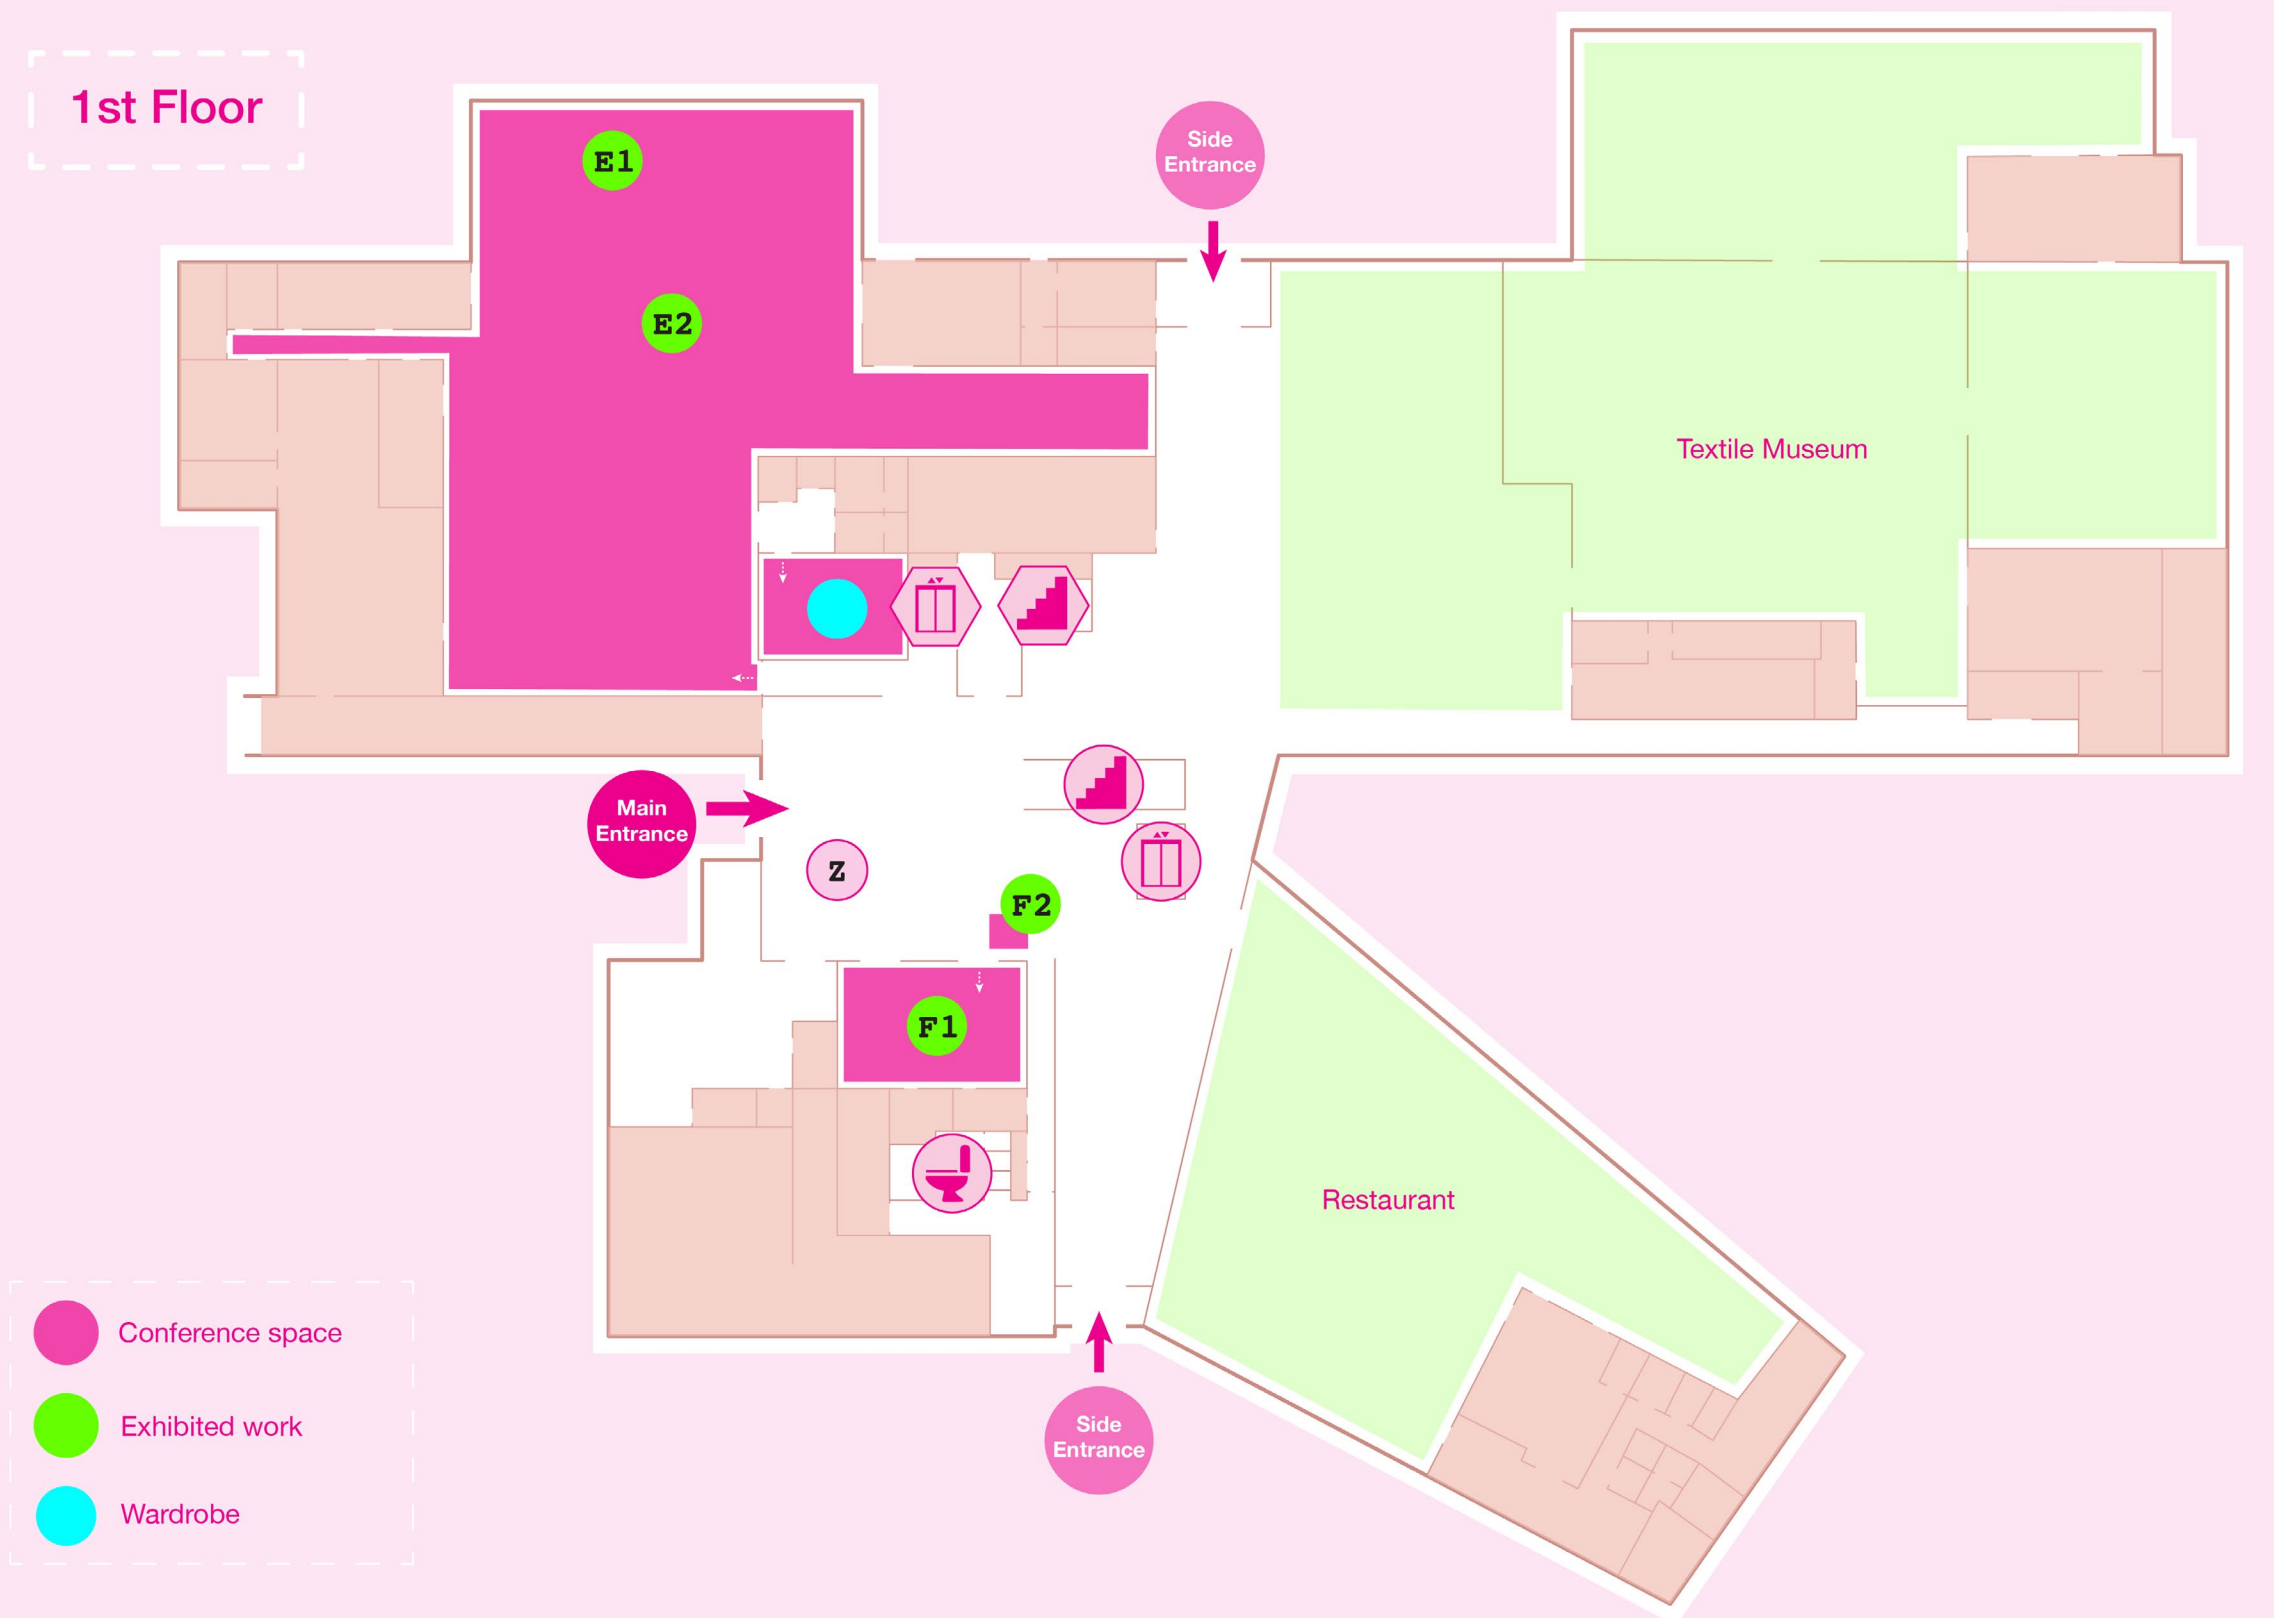 1st Floor
E1
Side
Entrance
E2
Textile Museum
Main
Entrance
Z
F2
F1
Restaurant
Conference space
Exhibited work
Wardrobe
Side
Entrance